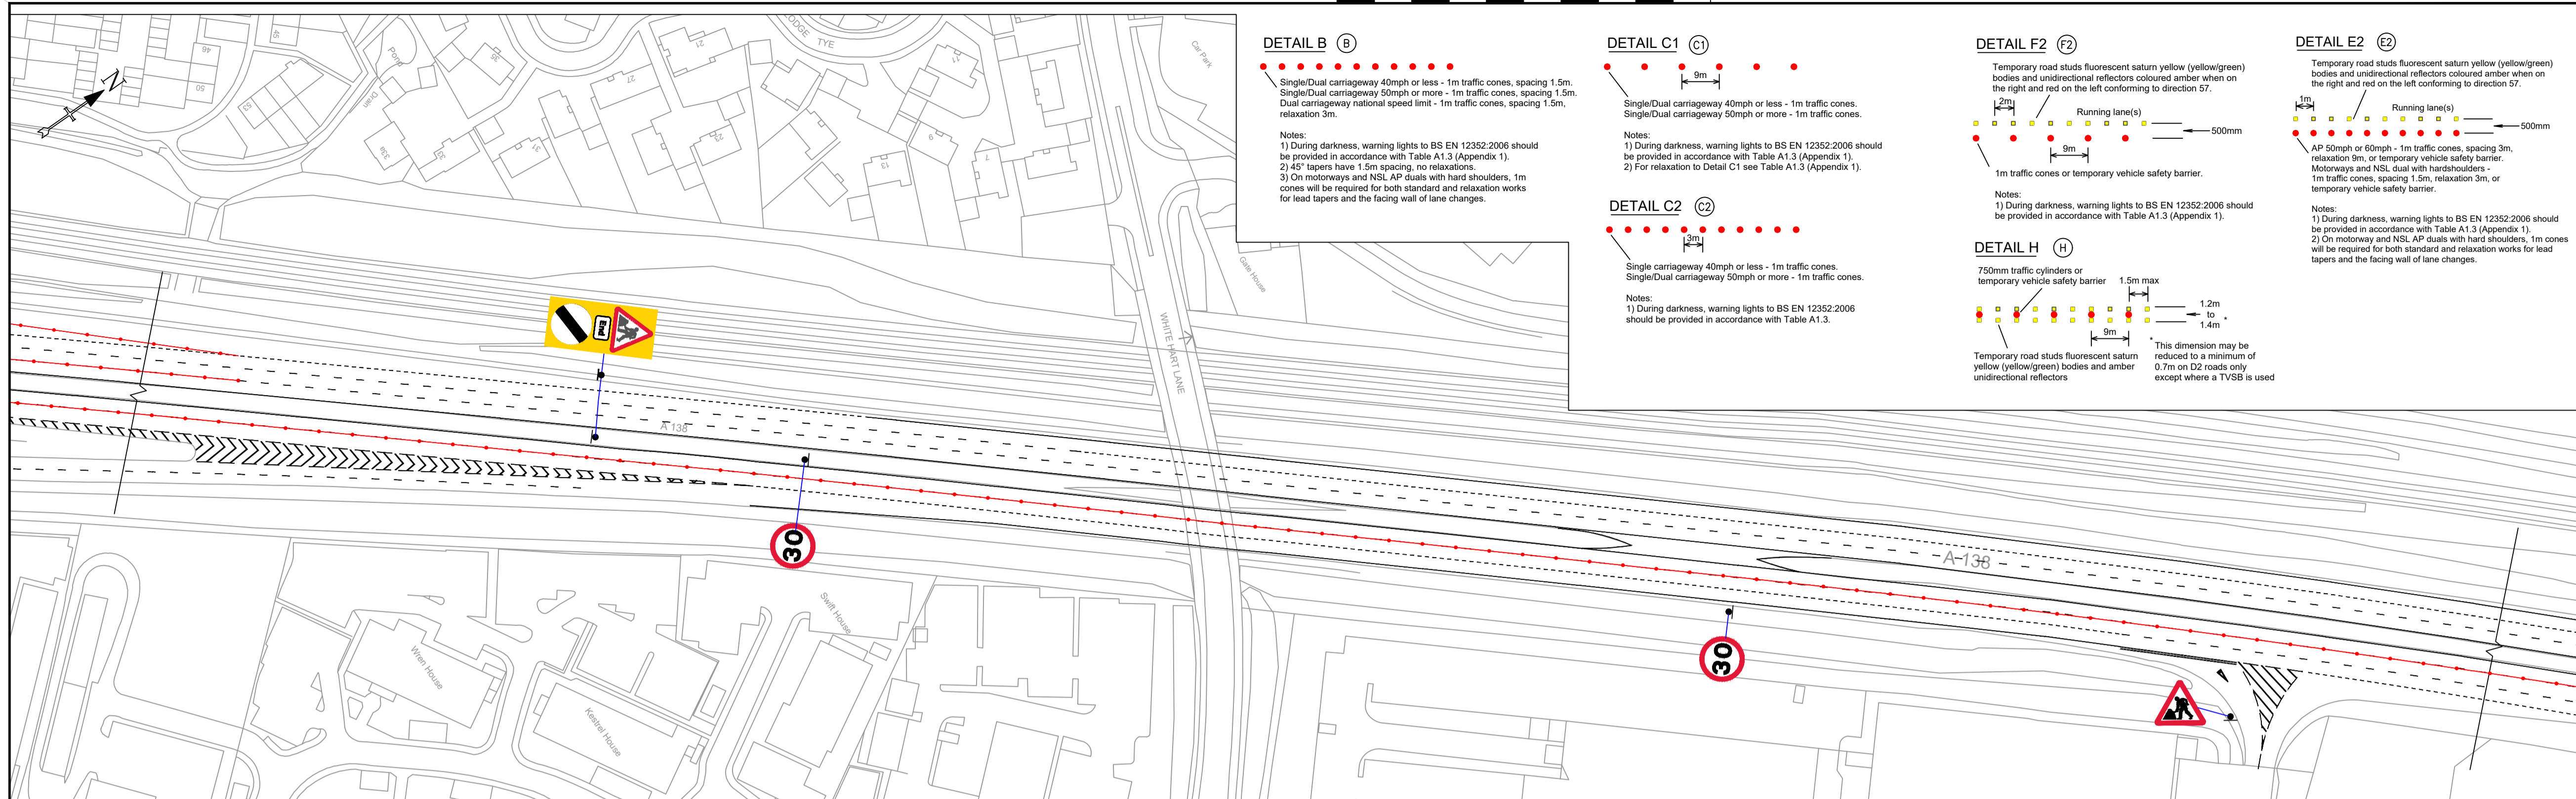 DETAIL B B
Single/Dual carriageway 40mph or less - 1m traffic cones, spacing 1.5m.
Single/Dual carriageway 50mph or more - 1m traffic cones, spacing 1.5m.
Dual carriageway national speed limit - 1m traffic cones, spacing 1.5m,
relaxation 3m.
Notes:
1) During darkness, warning lights to BS EN 12352:2006 should
be provided in accordance with Table A1.3 (Appendix 1).
2) 45° tapers have 1.5m spacing, no relaxations.
3) On motorways and NSL AP duals with hard shoulders, 1m
cones will be required for both standard and relaxation works
for lead tapers and the facing wall of lane changes.
DETAIL C1 C1
9m
Single/Dual carriageway 40mph or less - 1m traffic cones.
Single/Dual carriageway 50mph or more - 1m traffic cones.
Notes:
1) During darkness, warning lights to BS EN 12352:2006 should
be provided in accordance with Table A1.3 (Appendix 1).
2) For relaxation to Detail C1 see Table A1.3 (Appendix 1).
DETAIL C2 C2
3m
Single carriageway 40mph or less - 1m traffic cones.
Single/Dual carriageway 50mph or more - 1m traffic cones.
Notes:
1) During darkness, warning lights to BS EN 12352:2006
should be provided in accordance with Table A1.3.
DETAIL F2 F2
Temporary road studs fluorescent saturn yellow (yellow/green)
bodies and unidirectional reflectors coloured amber when on
the right and red on the left conforming to direction 57.
2m
Running lane(s)
500mm
9m
1m traffic cones or temporary vehicle safety barrier.
Notes:
1) During darkness, warning lights to BS EN 12352:2006 should
be provided in accordance with Table A1.3 (Appendix 1).
DETAIL H H
750mm traffic cylinders or
temporary vehicle safety barrier
1.5m max
1.2m
to
1.4m *
9m
Temporary road studs fluorescent saturn
yellow (yellow/green) bodies and amber
unidirectional reflectors
* This dimension may be
reduced to a minimum of
0.7m on D2 roads only
except where a TVSB is used
DETAIL E2 E2
Temporary road studs fluorescent saturn yellow (yellow/green)
bodies and unidirectional reflectors coloured amber when on
the right and red on the left conforming to direction 57.
1m
Running lane(s)
500mm
AP 50mph or 60mph - 1m traffic cones, spacing 3m,
relaxation 9m, or temporary vehicle safety barrier.
Motorways and NSL dual with hardshoulders -
1m traffic cones, spacing 1.5m, relaxation 3m, or
temporary vehicle safety barrier.
Notes:
1) During darkness, warning lights to BS EN 12352:2006 should
be provided in accordance with Table A1.3 (Appendix 1).
2) On motorway and NSL AP duals with hard shoulders, 1m cones
will be required for both standard and relaxation works for lead
tapers and the facing wall of lane changes.
N
45
46
50
53
Pond
Drain
35
33a
33
31
27
21
23
LODGE TYE
11
9
13
7
Car Park
Gate House
WHITE HART LANE
End
A 138
30
A 138
30
Wren House
Kestrel House
Swift House